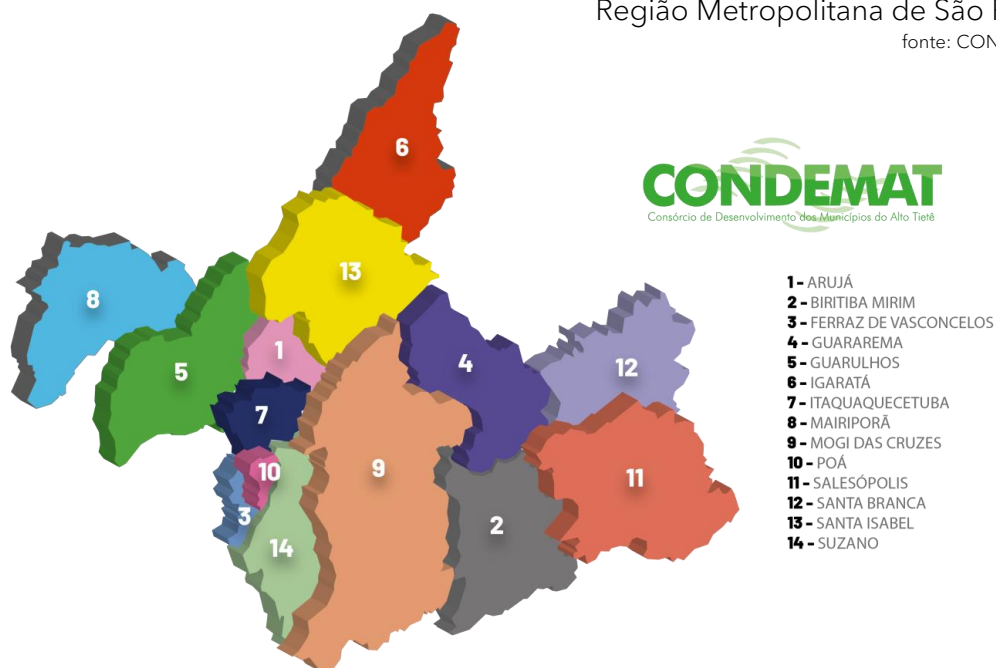 Região Metropolitana de São
fonte:
6
CONDEMAT
Consórcio de Desenvolvimento dos Municípios do Alto Tietê
13
8
1 - ARUJÁ
2 - BIRITIBA MIRIM
3 - FERRAZ DE VASCONCELOS
4 - GUARAREMA
5 - GUARULHOS
6 - IGARATÁ
7 - ITAQUAQUECETUBA
8 - MAIRIPORÃ
9 - MOGI DAS CRUZES
10 - POÁ
11 - SALESÓPOLIS
12 - SANTA BRANCA
13 - SANTA ISABEL
14 - SUZANO
1
4
12
5
7
9
10
11
3
2
14